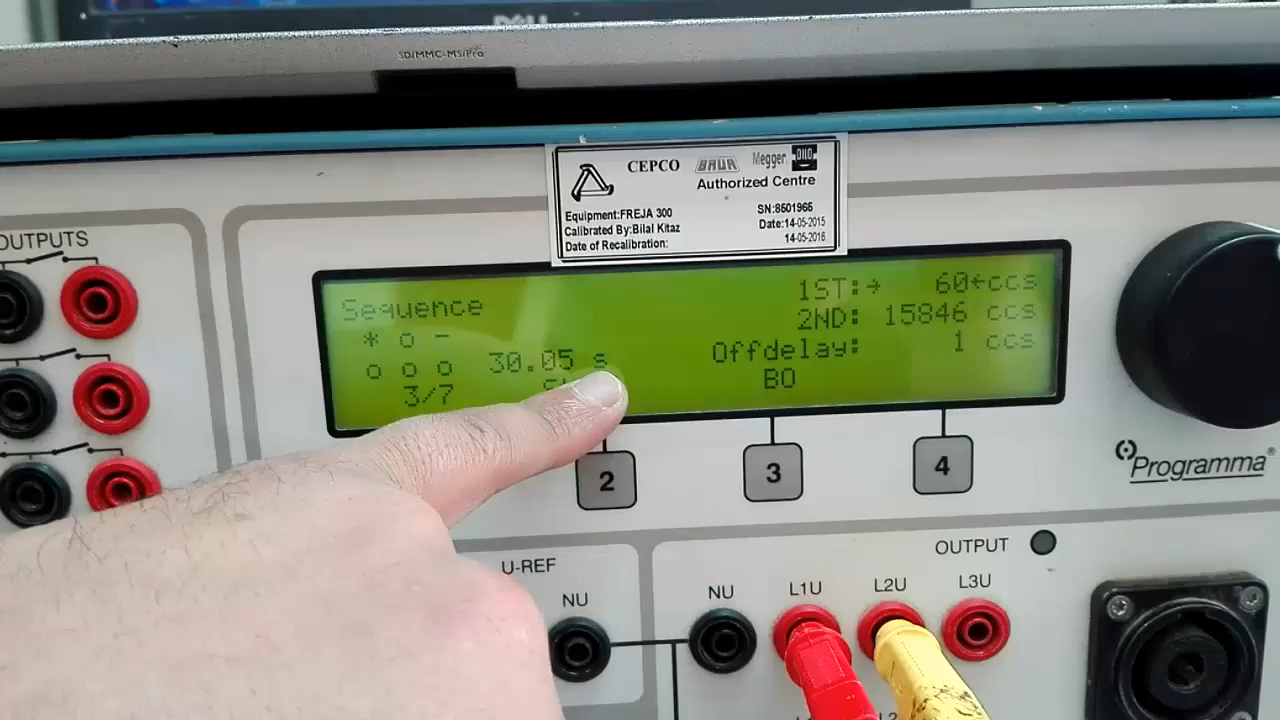 DELL
SD/MMC-MS/Pro
CEPCO BAUR Megger
Authorized Centre
Equipment:FREJA 300 SN:8501965
Calibrated By:Bilal Kitaz Date:14-05-2015
Date of Recalibration: 14-05-2016
OUTPUTS
Sequence 1ST:→ 60←ccs
* o - 2ND: 15846 ccs
o o o 30.05 s Offdelay: 1 ccs
3/7 BO
2
3
4
Programma®
OUTPUT
U-REF
NU
NU
L1U
L2U
L3U